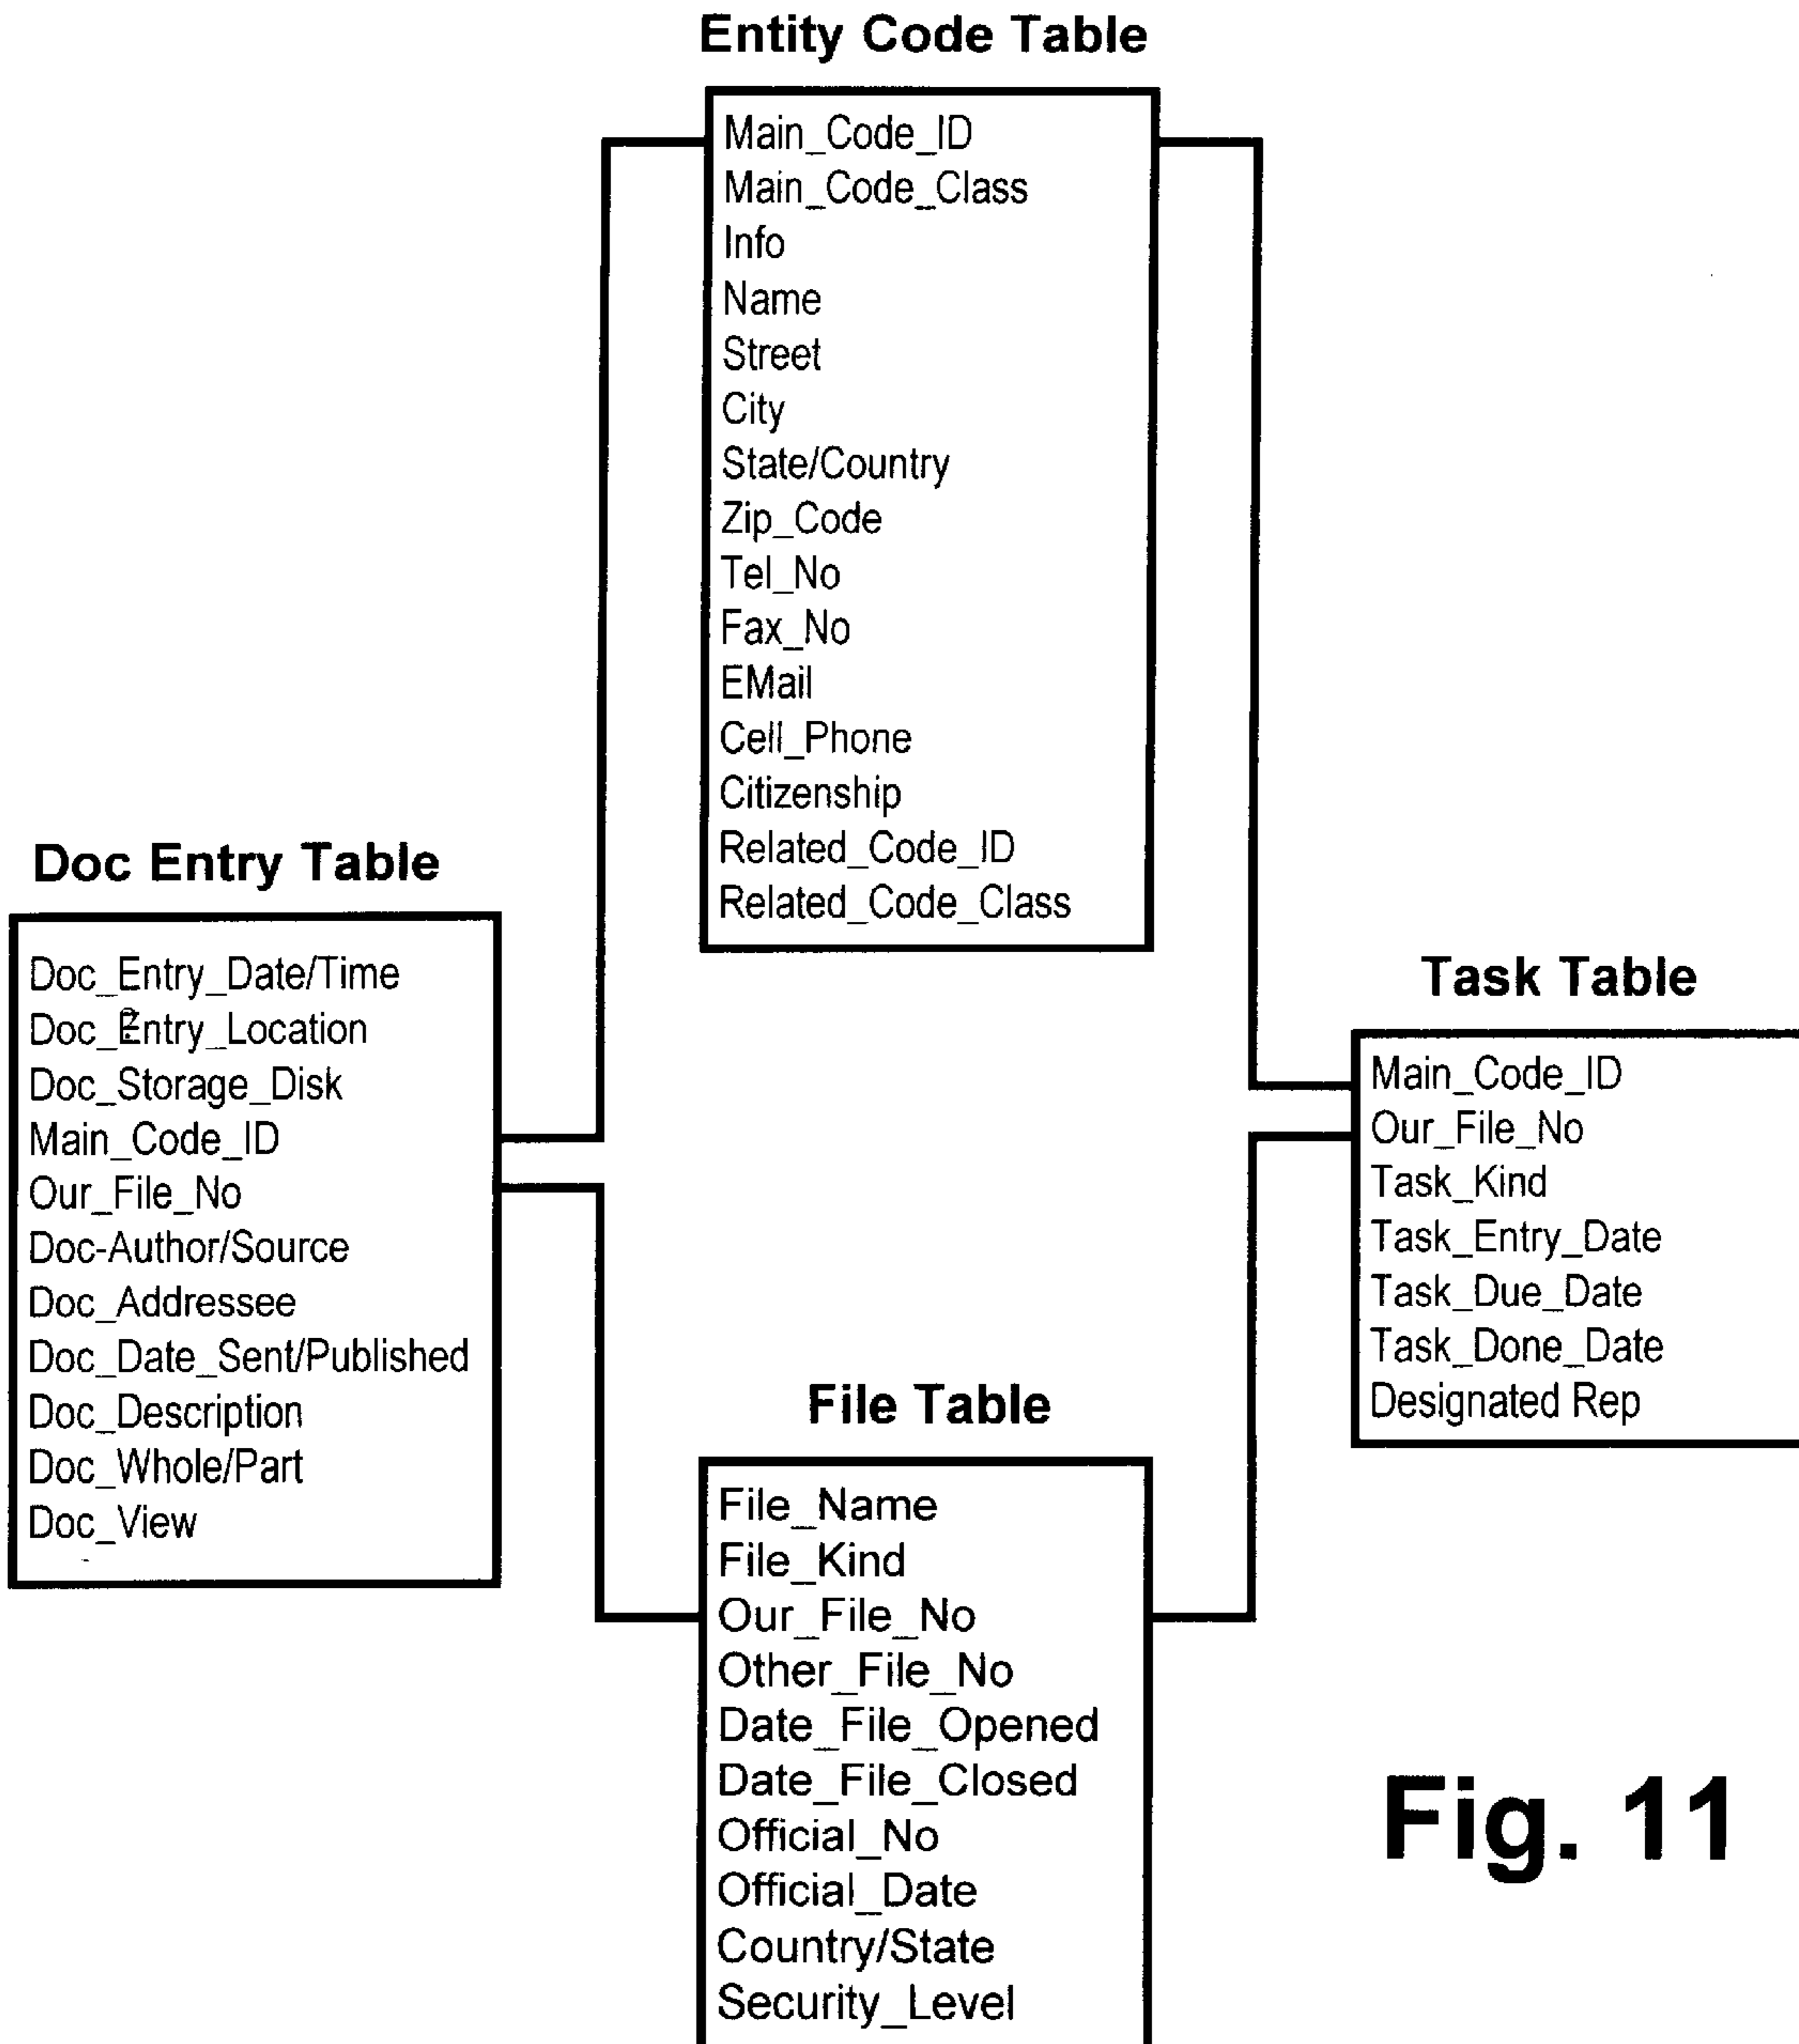 Entity Code Table
Main_Code_ID
Main_Code_Class
Info
Name
Street
City
State/Country
Zip_Code
Tel_No
Fax_No
EMail
Cell_Phone
Citizenship
Related_Code_ID
Related_Code_Class
Doc Entry Table
Doc_Entry_Date/Time
Doc_Entry_Location
Doc_Storage_Disk
Main_Code_ID
Our_File_No
Doc-Author/Source
Doc_Addressee
Doc_Date_Sent/Published
Doc_Description
Doc_Whole/Part
Doc_View
Task Table
Main_Code_ID
Our_File_No
Task_Kind
Task_Entry_Date
Task_Due_Date
Task_Done_Date
Designated Rep
File Table
File_Name
File_Kind
Our_File_No
Other_File_No
Date_File_Opened
Date_File_Closed
Official_No
Official_Date
Country/State
Security_Level
Fig. 11